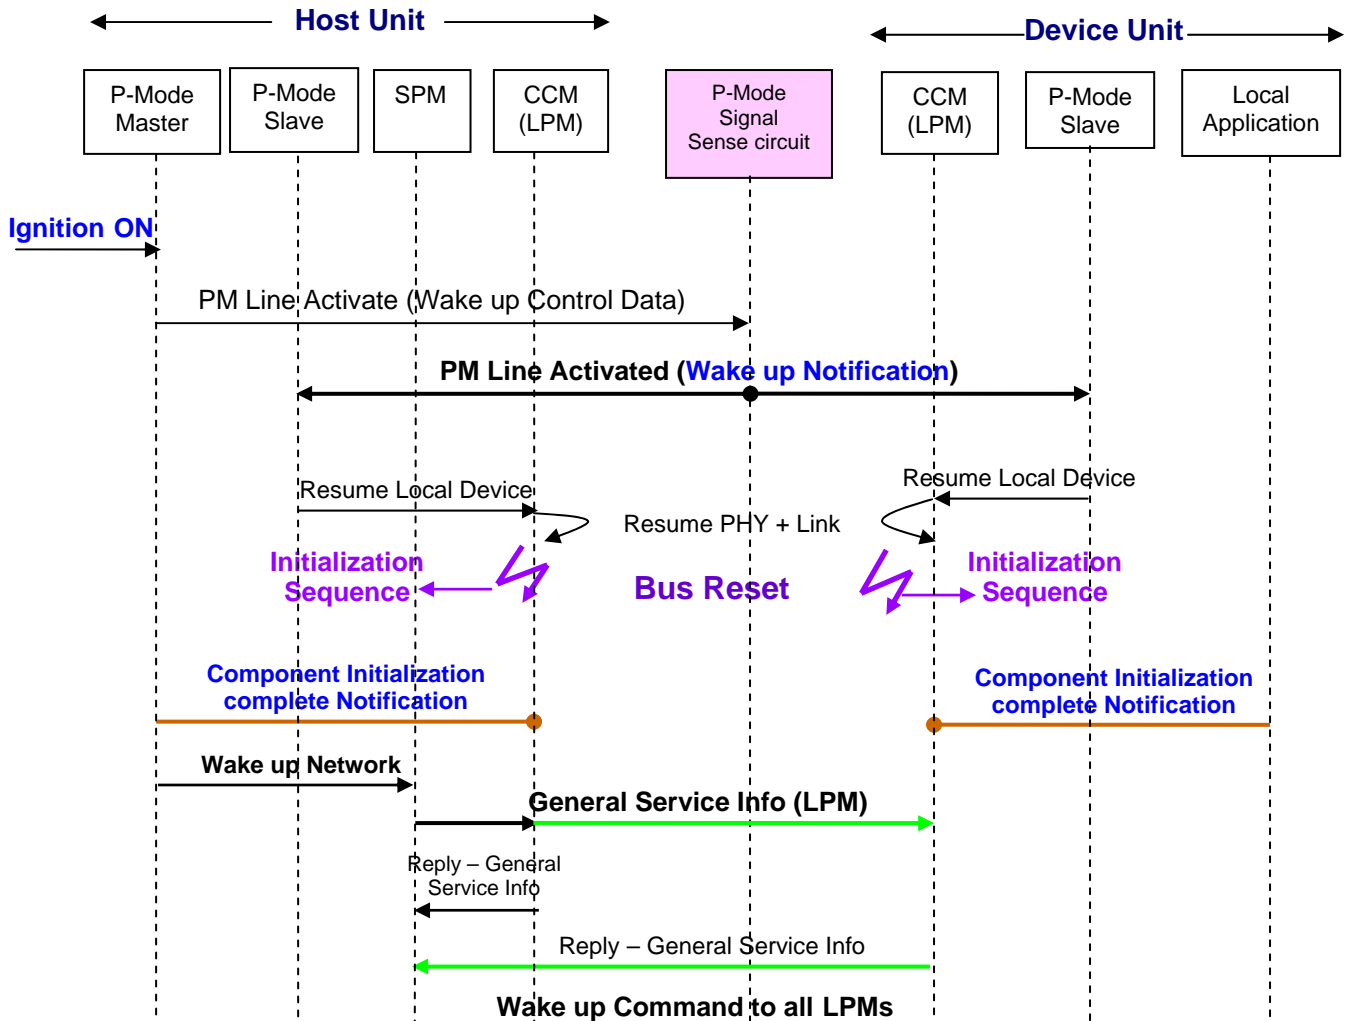 Host Unit
Device Unit
P-Mode
Master
P-Mode
Slave
SPM
CCM
(LPM)
P-Mode
Signal
Sense circuit
CCM
(LPM)
P-Mode
Slave
Local
Application
Ignition ON
PM Line Activate (Wake up Control Data)
PM Line Activated (Wake up Notification)
Resume Local Device
Resume Local Device
Resume PHY + Link
Initialization
Sequence
Bus Reset
Initialization
Sequence
Component Initialization
complete Notification
Component Initialization
complete Notification
Wake up Network
General Service Info (LPM)
Reply – General
Service Info
Reply – General Service Info
Wake up Command to all LPMs